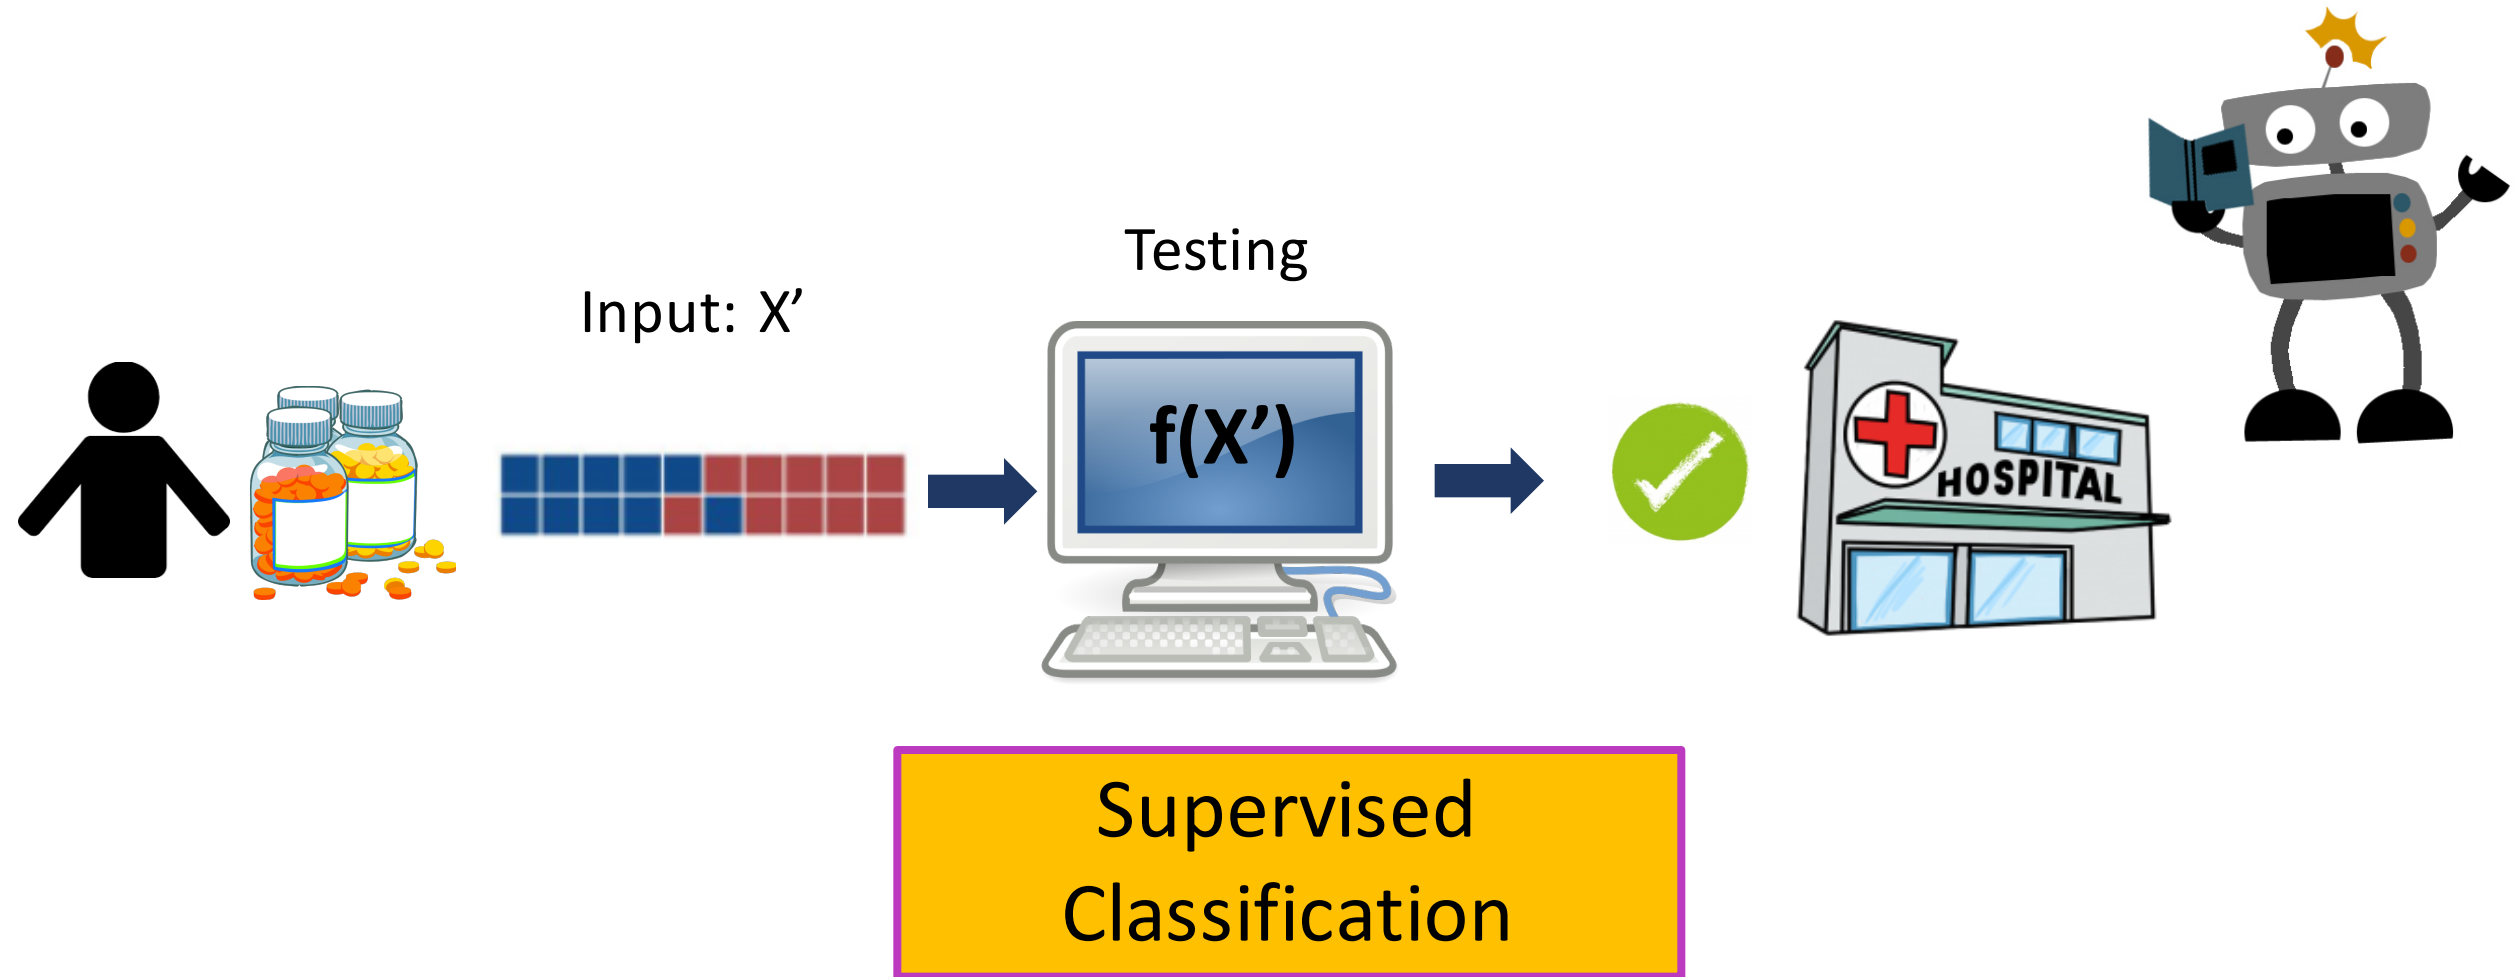 Testing
Input: X’
f(X’)
HOSPITAL
Supervised
Classification